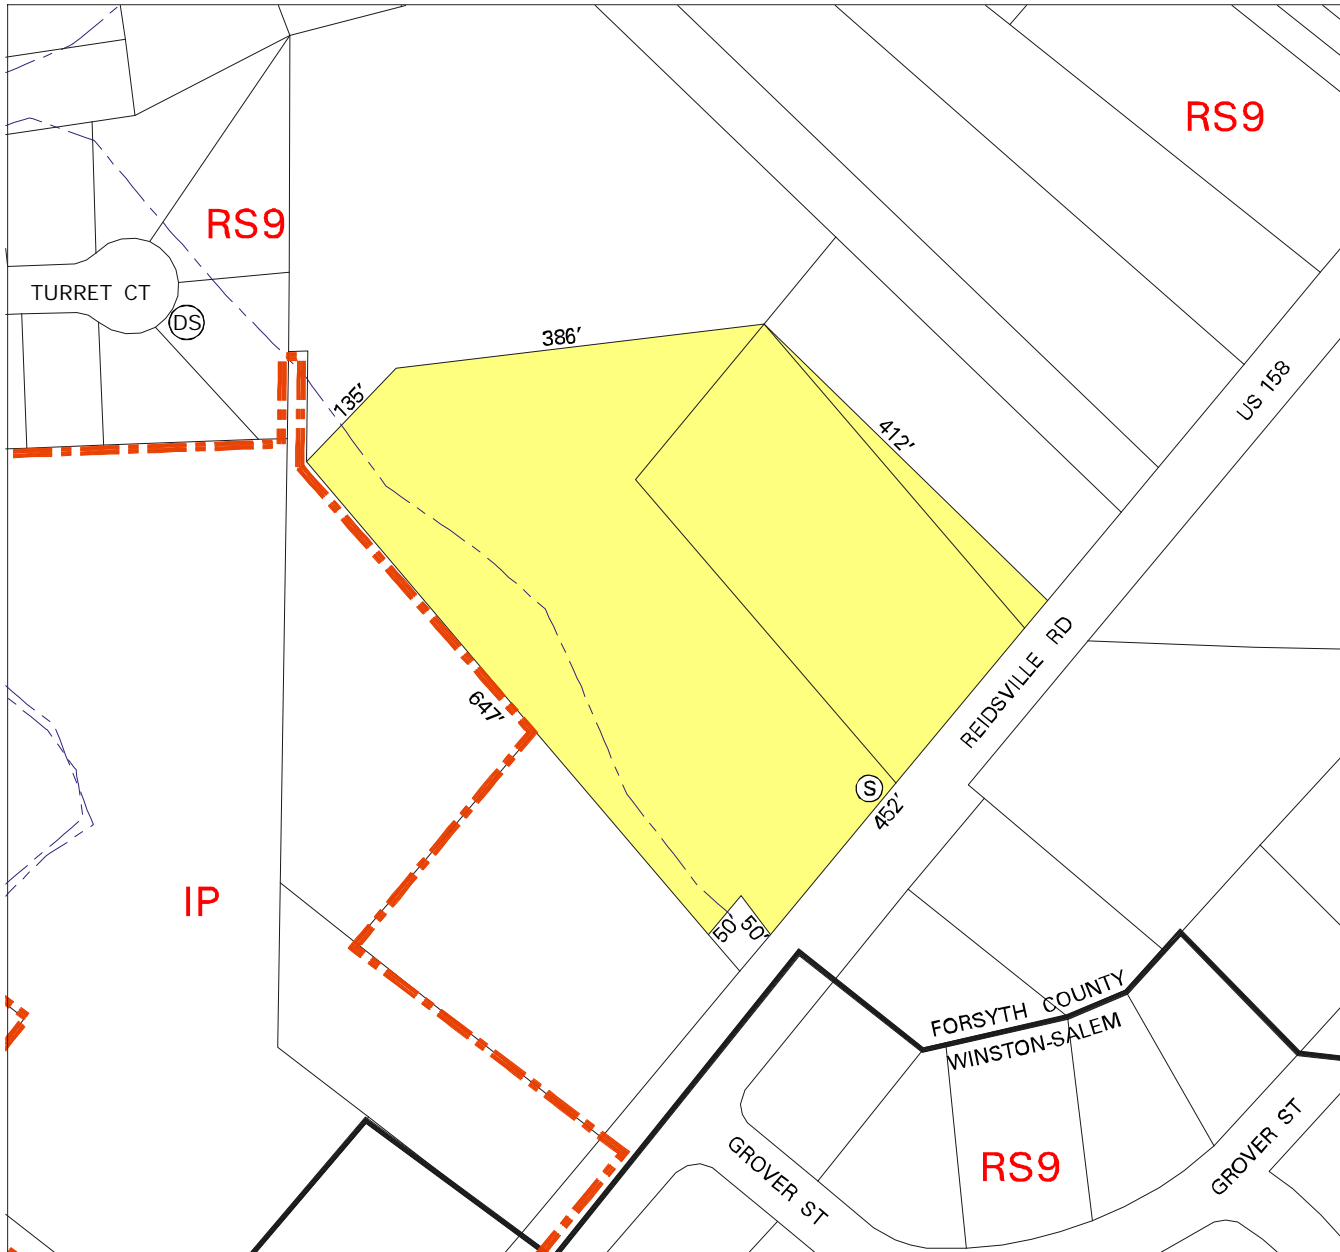 RS9
RS9
TURRET CT
DS
386'
135'
US 158
412'
REIDSVILLE RD
647'
S
452'
IP
50'
50'
FORSYTH COUNTY
WINSTON-SALEM
GROVER ST
RS9
GROVER ST